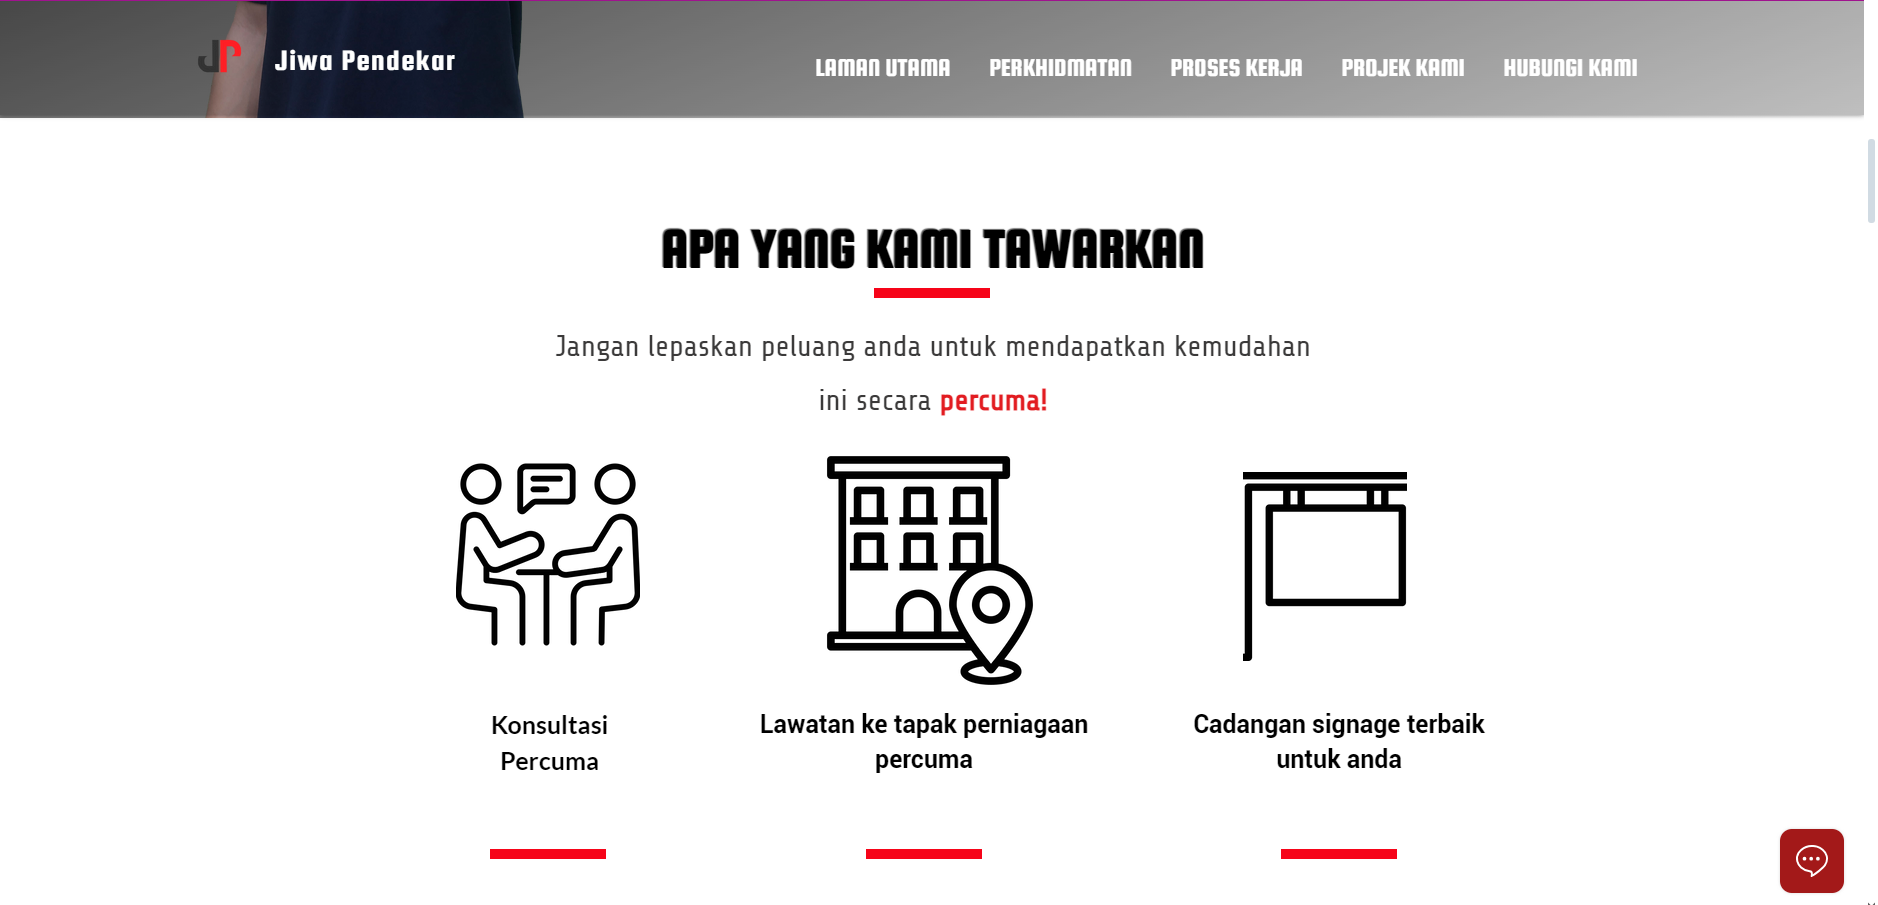 JP Jiwa Pendekar
LAMAN UTAMA PERKHIDMATAN PROSES KERJA PROJEK KAMI HUBUNGI KAMI
APA YANG KAMI TAWARKAN
Jangan lepaskan peluang anda untuk mendapatkan kemudahan
ini secara percuma!
Konsultasi
Percuma
Lawatan ke tapak perniagaan
percuma
Cadangan signage terbaik
untuk anda